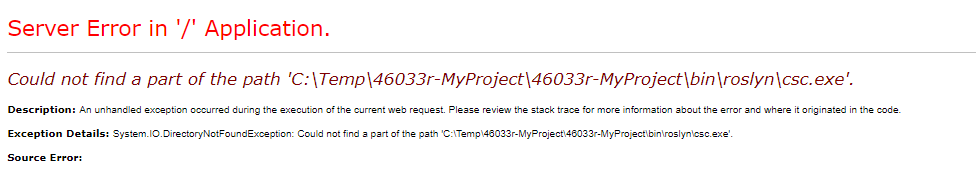 Server Error in '/' Application.
Could not find a part of the path 'C:\Temp\46033r-MyProject\46033r-MyProject\bin\roslyn\csc.exe'.
Description: An unhandled exception occurred during the execution of the current web request. Please review the stack trace for more information about the error and where it originated in the code.
Exception Details: System.IO.DirectoryNotFoundException: Could not find a part of the path 'C:\Temp\46033r-MyProject\46033r-MyProject\bin\roslyn\csc.exe'.
Source Error: